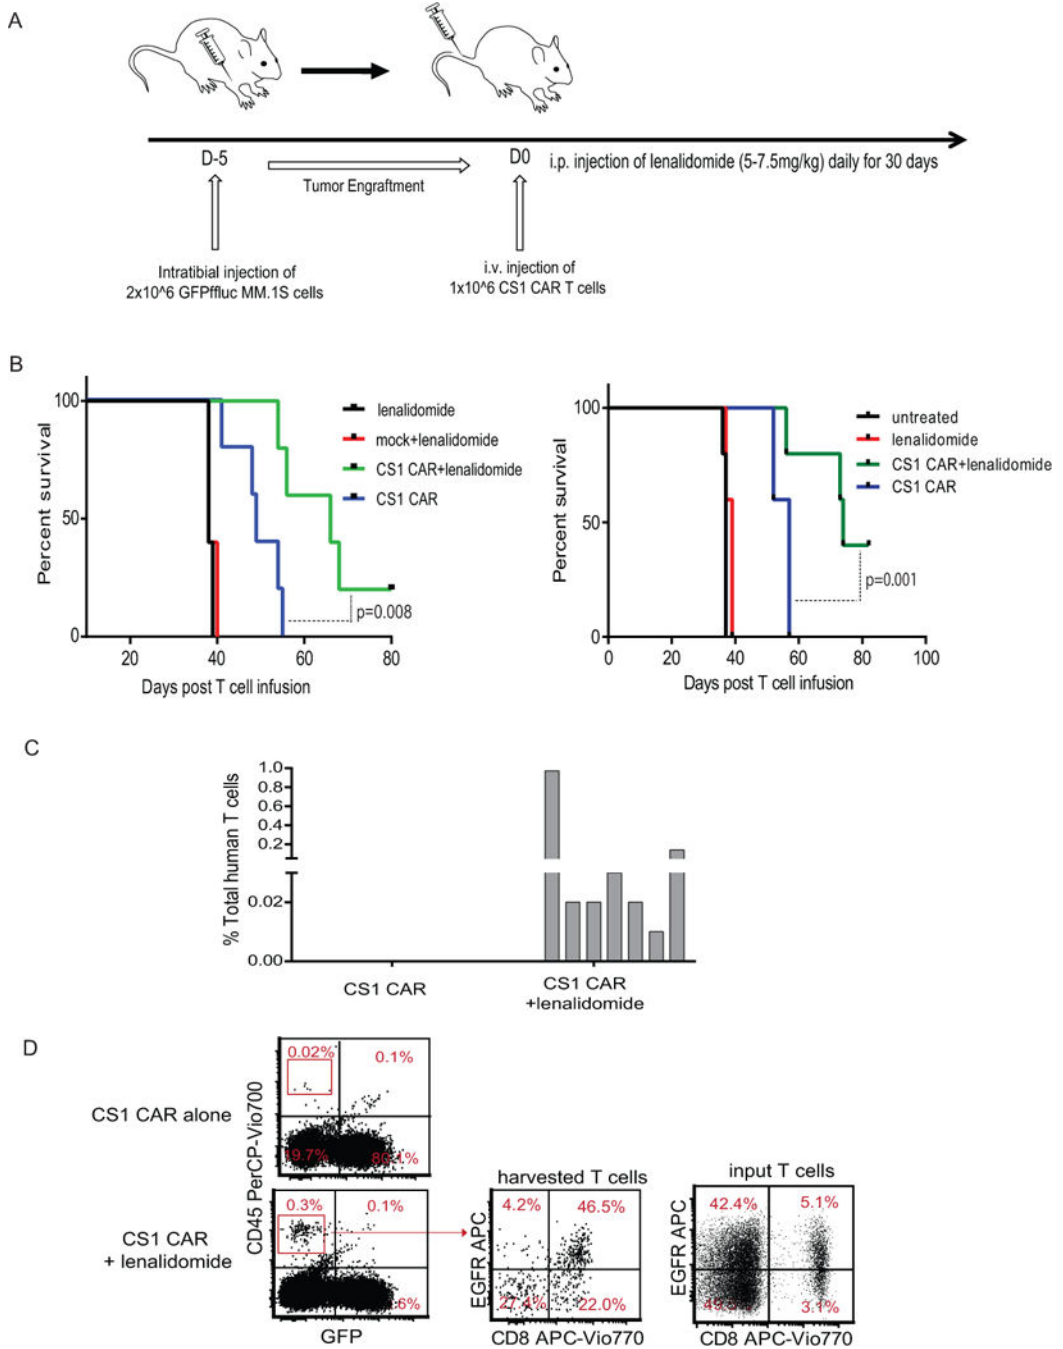 A
D-5
D0
i.p. injection of lenalidomide (5-7.5mg/kg) daily for 30 days
Tumor Engraftment
Intratibial injection of
2x10^6 GFPffluc MM.1S cells
i.v. injection of
1x10^6 CS1 CAR T cells
B
Percent survival
100
50
0
20
40
60
80
Days post T cell infusion
lenalidomide
mock+lenalidomide
CS1 CAR+lenalidomide
CS1 CAR
p=0.008
Percent survival
100
50
0
0
20
40
60
80
100
Days post T cell infusion
untreated
lenalidomide
CS1 CAR+lenalidomide
CS1 CAR
p=0.001
C
% Total human T cells
1.0
0.8
0.6
0.4
0.2
0.02
0.00
CS1 CAR
CS1 CAR
+lenalidomide
D
CS1 CAR alone
CS1 CAR
+ lenalidomide
CD45 PerCP-Vio700
0.02%
0.1%
80.1%
0.3%
0.1%
GFP
harvested T cells
EGFR APC
4.2%
46.5%
27.4%
22.0%
CD8 APC-Vio770
input T cells
EGFR APC
42.4%
5.1%
3.1%
CD8 APC-Vio770